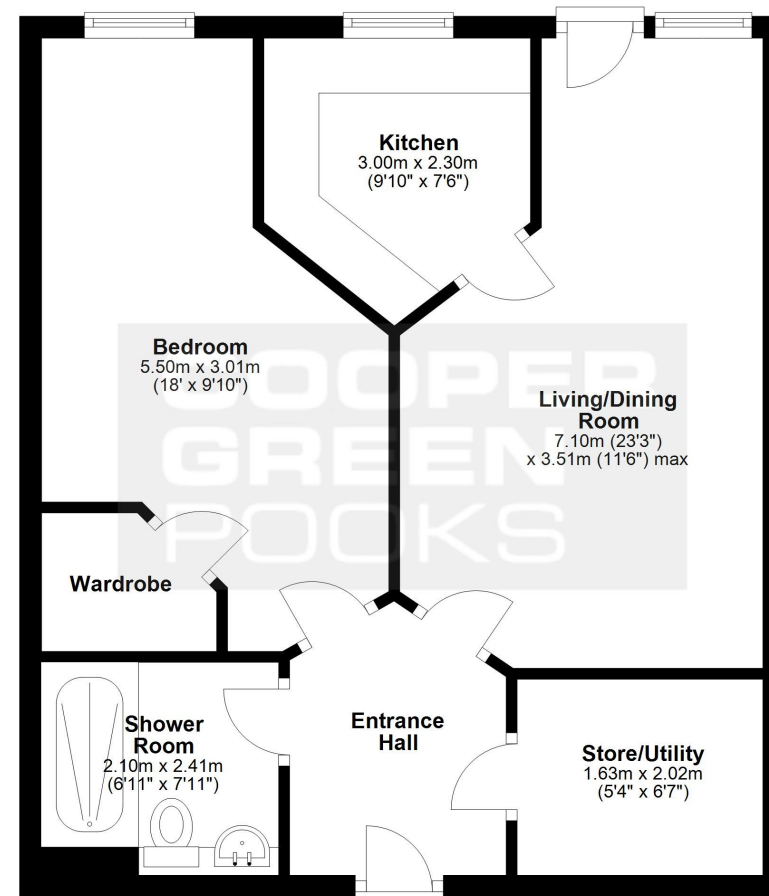 Kitchen
3.00m x 2.30m
(9'10" x 7'6")
Bedroom
5.50m x 3.01m
(18' x 9'10")
Living/Dining
Room
7.10m (23'3")
x 3.51m (11'6") max
COOPER
GREEN
POOKS
Wardrobe
Shower
Room
2.10m x 2.41m
(6'11" x 7'11")
Entrance
Hall
Store/Utility
1.63m x 2.02m
(5'4" x 6'7")